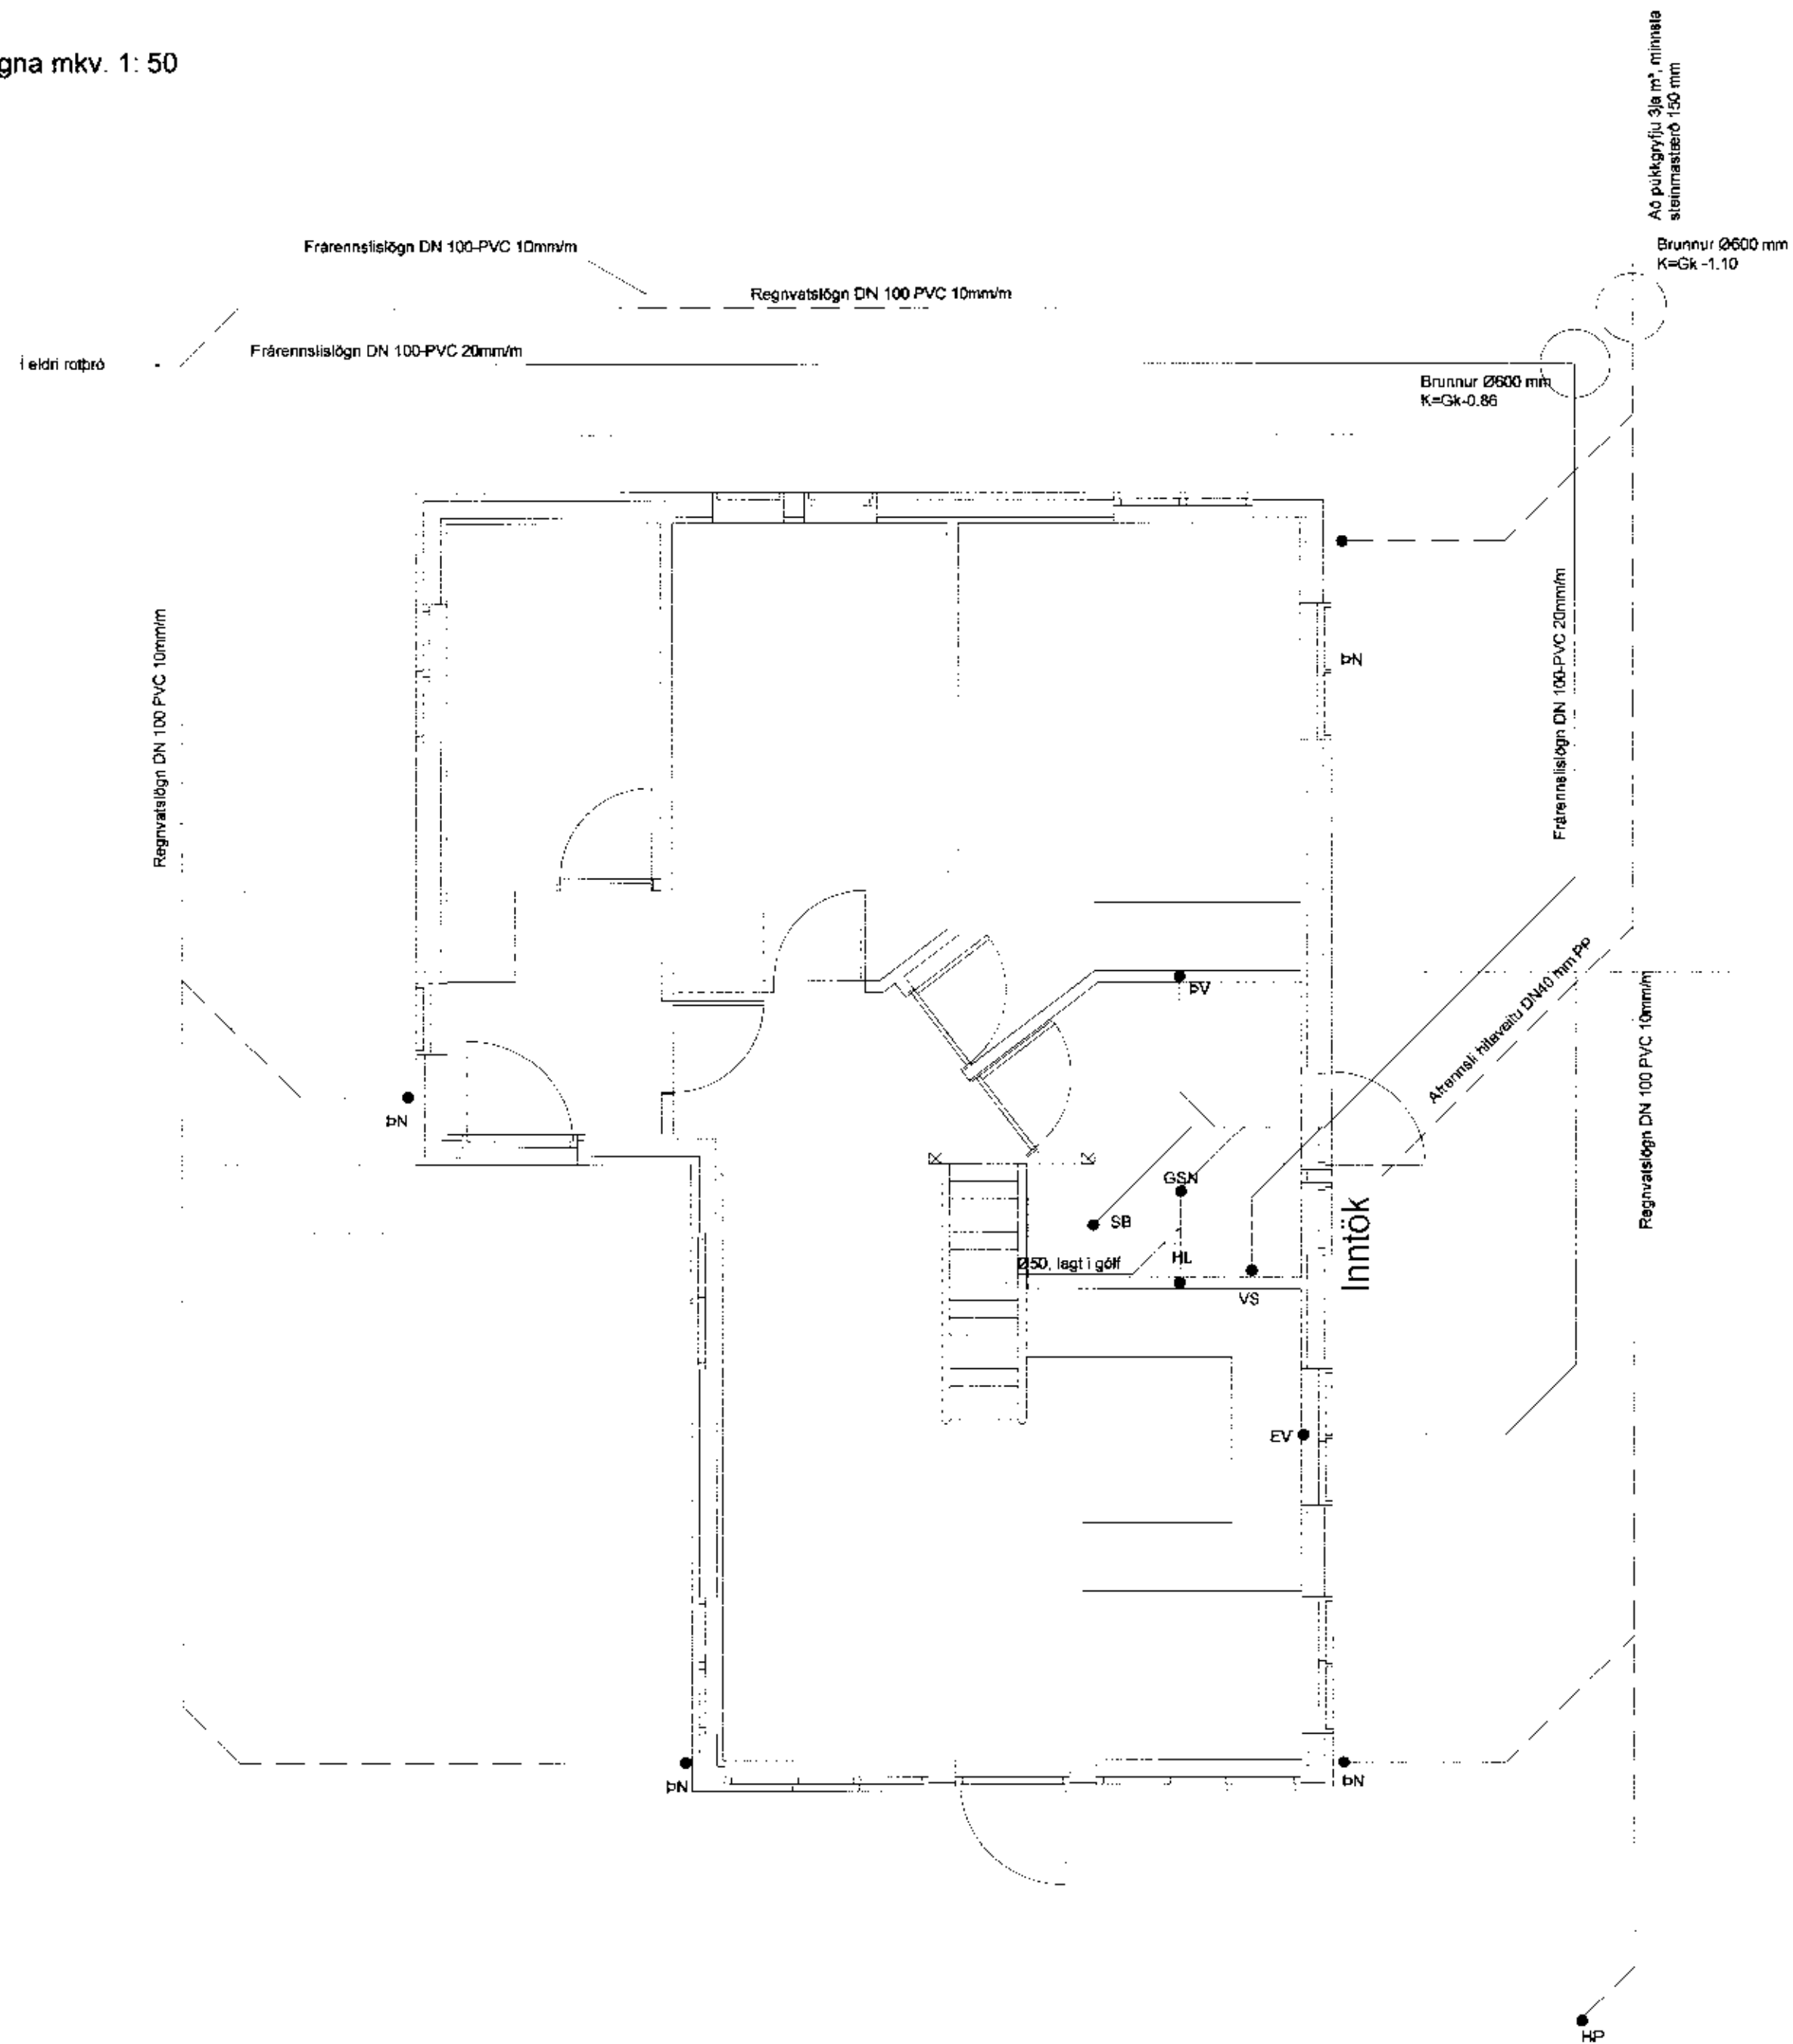 gna mkv. 1: 50
Að púkkgryfju 3ja m³, minnsta
steinmastærð 150 mm
Brunnur Ø600 mm
K=Gk -1.10
Frárennslislögn DN 100-PVC 10mm/m
Regnvatslögn DN 100 PVC 10mm/m
Í eldri rotþró
Frárennslislögn DN 100-PVC 20mm/m
Brunnur Ø600 mm
K=Gk-0.86
Regnvatslögn DN 100 PVC 10mm/m
Frárennslislögn DN 100-PVC 20mm/m
ÞN
ÞV
Afrennsli hitaveitu DN40 mm PP
Regnvatslögn DN 100 PVC 10mm/m
ÞN
GSN
SB
Inntök
Ø50, lagt í gólf
HL
VS
EV
ÞN
ÞN
HP